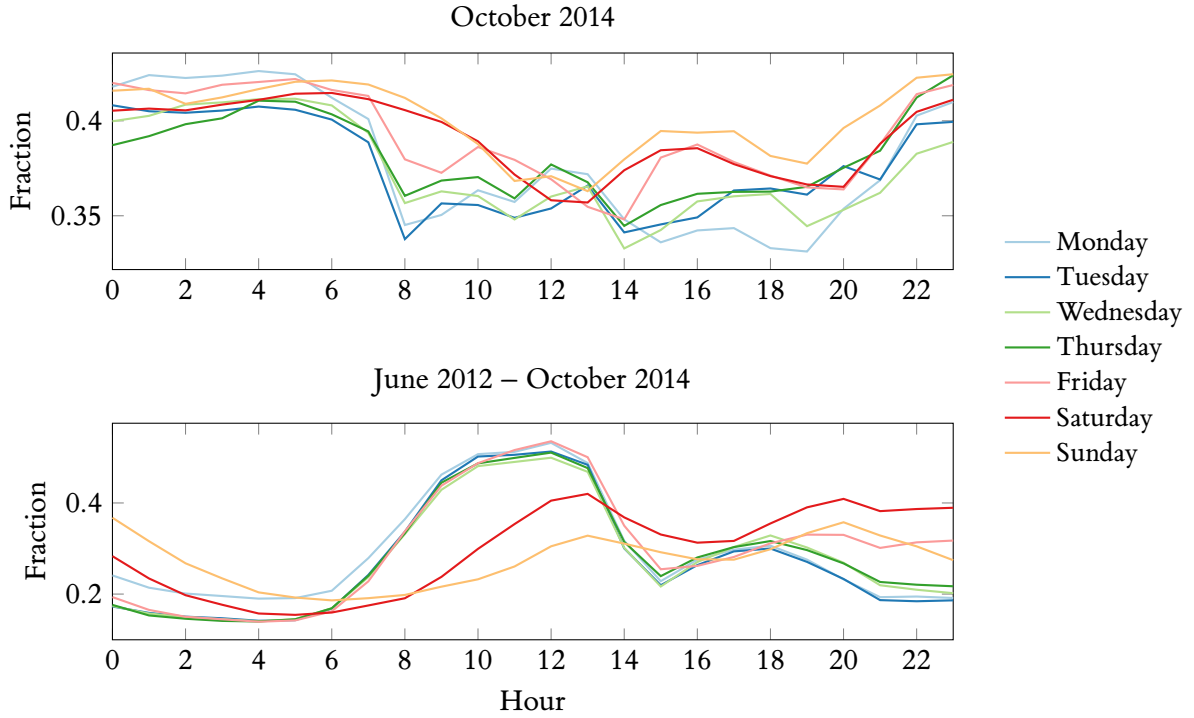 October 2014
Fraction
0.4
0.35
0 2 4 6 8 10 12 14 16 18 20 22
Monday
Tuesday
Wednesday
Thursday
Friday
Saturday
Sunday
June 2012 – October 2014
Fraction
0.4
0.2
0 2 4 6 8 10 12 14 16 18 20 22
Hour